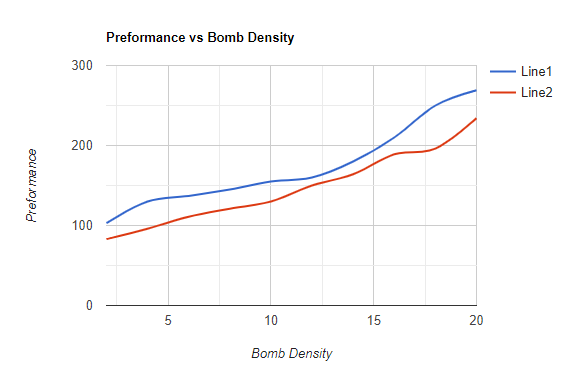 Preformance vs Bomb Density
300
200
100
0
Preformance
5 10 15 20
Bomb Density
Line1
Line2